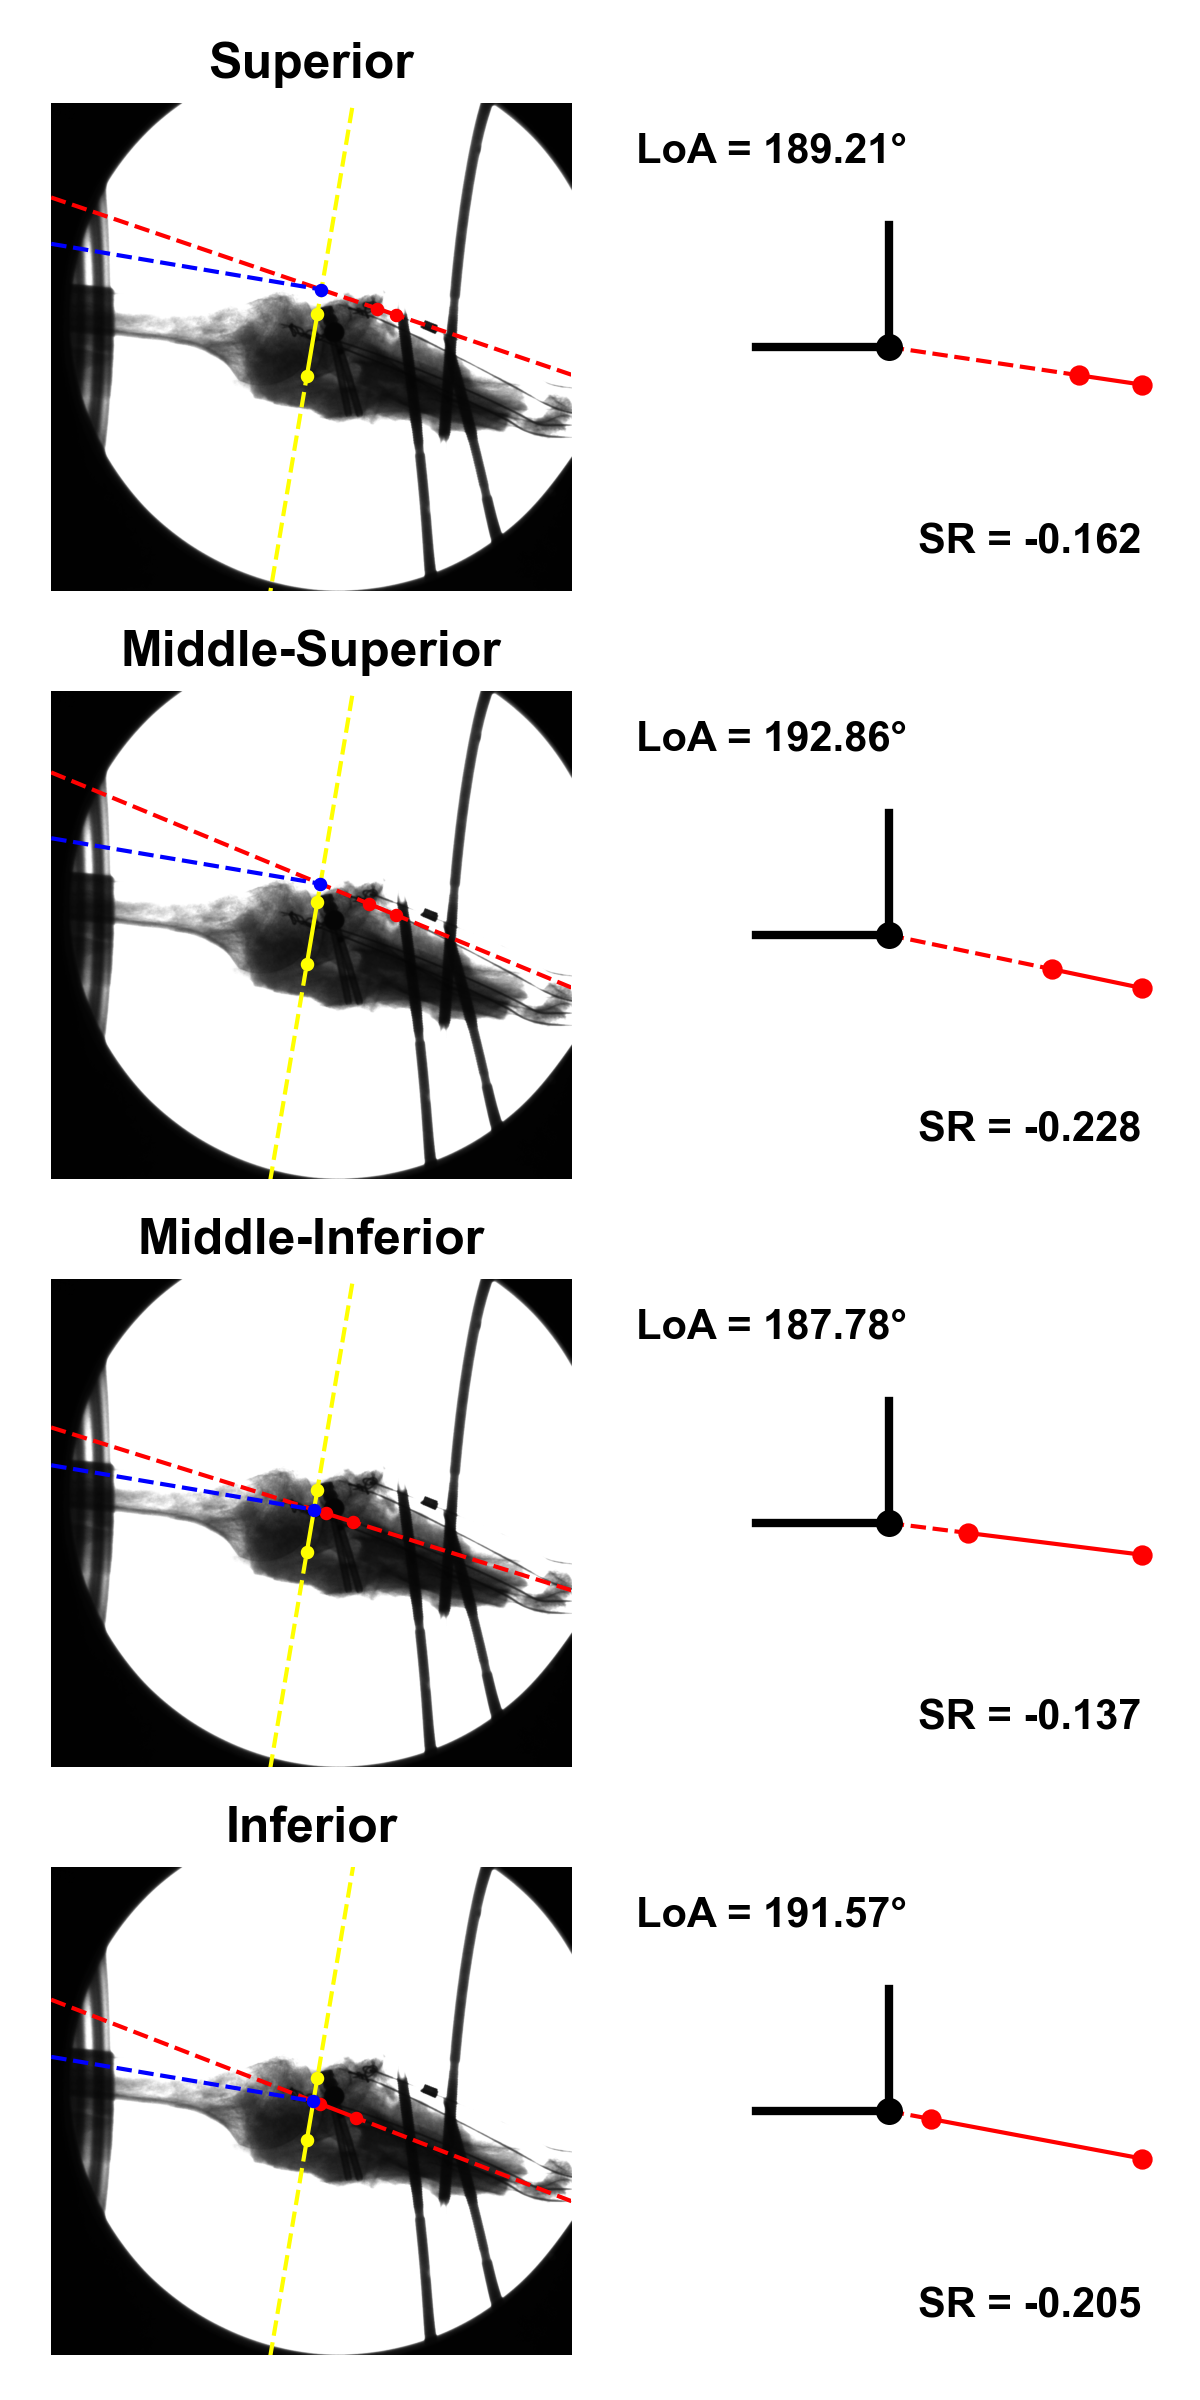 Superior
LoA = 189.21°
SR = -0.162
Middle-Superior
LoA = 192.86°
SR = -0.228
Middle-Inferior
LoA = 187.78°
SR = -0.137
Inferior
LoA = 191.57°
SR = -0.205